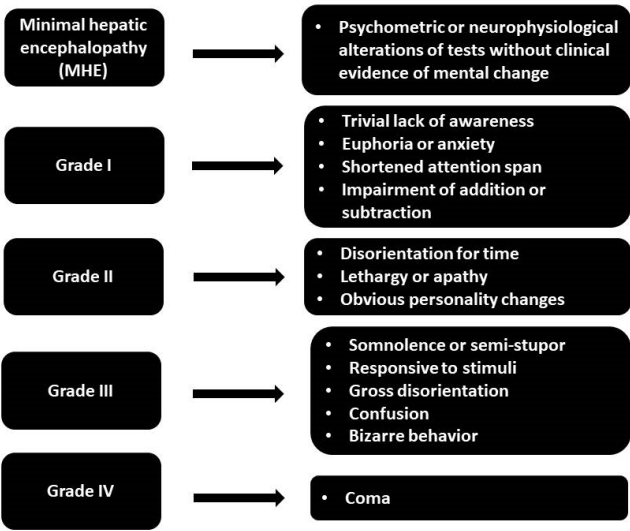 Minimal hepatic
encephalopathy
(MHE)
• Psychometric or neurophysiological
alterations of tests without clinical
evidence of mental change
Grade I
• Trivial lack of awareness
• Euphoria or anxiety
• Shortened attention span
• Impairment of addition or
subtraction
Grade II
• Disorientation for time
• Lethargy or apathy
• Obvious personality changes
Grade III
• Somnolence or semi-stupor
• Responsive to stimuli
• Gross disorientation
• Confusion
• Bizarre behavior
Grade IV
• Coma